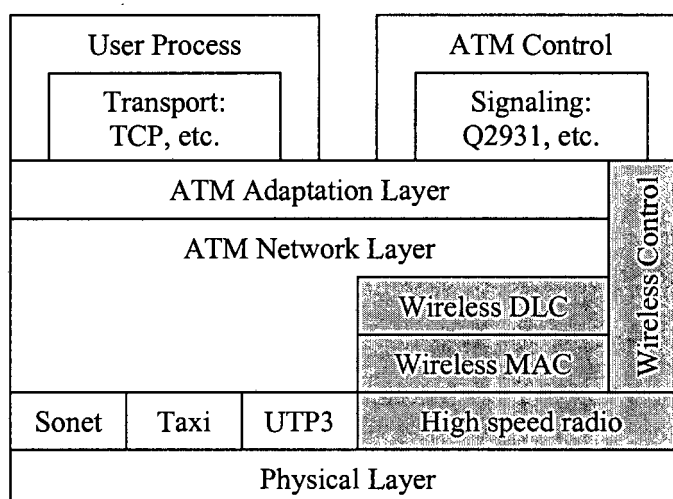 User Process
ATM Control
Transport:
TCP, etc.
Signaling:
Q2931, etc.
ATM Adaptation Layer
Wireless Control
ATM Network Layer
Wireless DLC
Wireless MAC
Sonet
Taxi
UTP3
High speed radio
Physical Layer